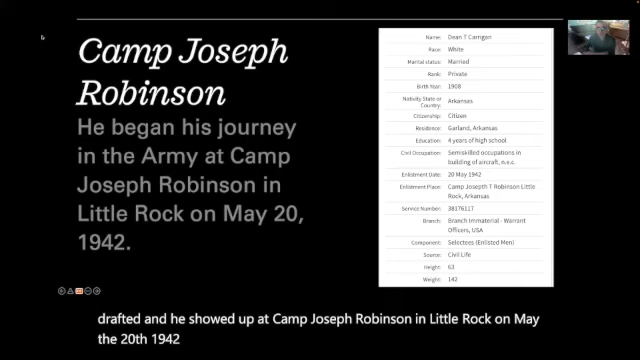 Camp Joseph
Robinson
He began his journey
in the Army at Camp
Joseph Robinson in
Little Rock on May 20,
1942.
Name: Dean T Carrigan
Race: White
Marital status: Married
Rank: Private
Birth Year: 1908
Nativity State or Country: Arkansas
Citizenship: Citizen
Residence: Garland, Arkansas
Education: 4 years of high school
Civil Occupation: Semiskilled occupations in
building of aircraft, n.e.c.
Enlistment Date: 20 May 1942
Enlistment Place: Camp Joseph T Robinson Little
Rock, Arkansas
Service Number: 38176117
Branch: Branch Immaterial - Warrant
Officers, USA
Component: Selectees (Enlisted Men)
Source: Civil Life
Height: 63
Weight: 142
drafted and he showed up at Camp Joseph Robinson in Little Rock on May
the 20th 1942